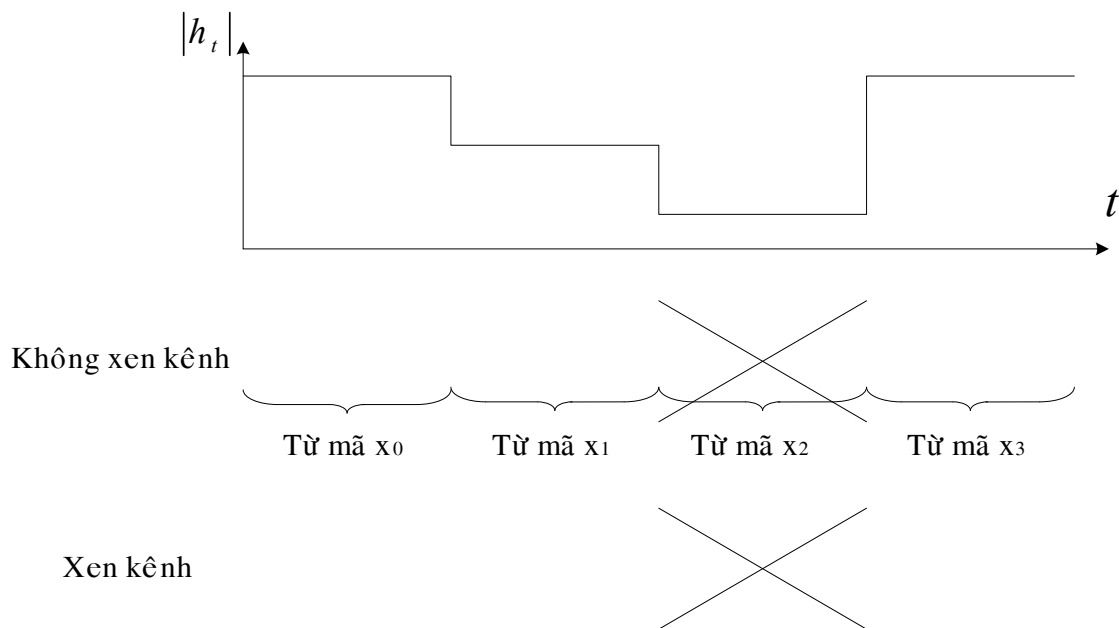 |h_t|
t
Không xen kênh
Từ mã x0 Từ mã x1 Từ mã x2 Từ mã x3
Xen kênh